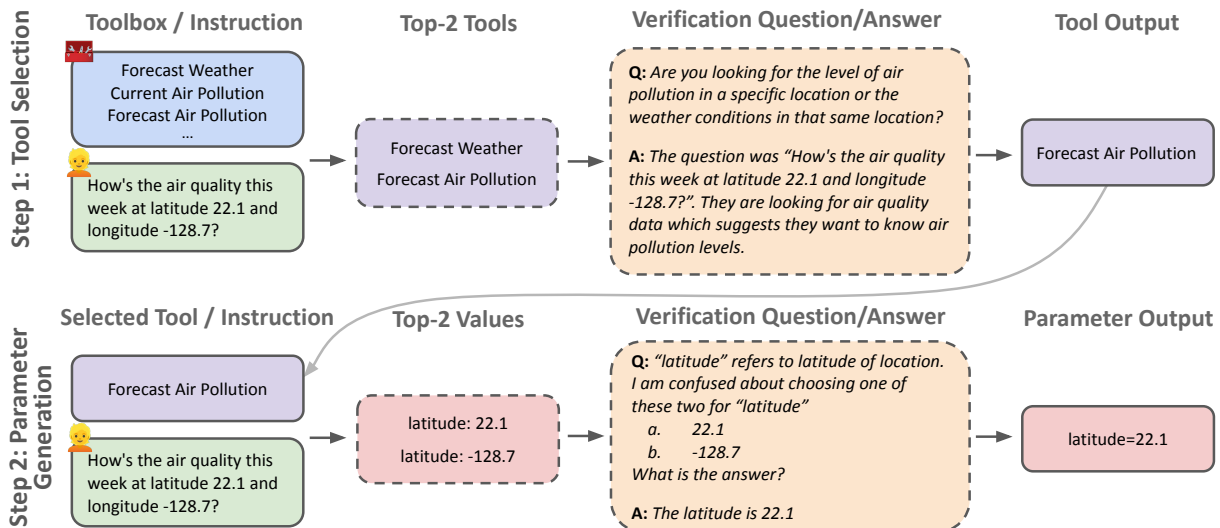 Toolbox / Instruction
Top-2 Tools
Verification Question/Answer
Tool Output
Step 1: Tool Selection
Forecast Weather
Current Air Pollution
Forecast Air Pollution
...
How's the air quality this
week at latitude 22.1 and
longitude -128.7?
Forecast Weather
Forecast Air Pollution
Q: Are you looking for the level of air
pollution in a specific location or the
weather conditions in that same location?
A: The question was “How's the air quality
this week at latitude 22.1 and longitude
-128.7?”. They are looking for air quality
data which suggests they want to know air
pollution levels.
Forecast Air Pollution
Selected Tool / Instruction
Top-2 Values
Verification Question/Answer
Parameter Output
Step 2: Parameter
Generation
Forecast Air Pollution
How's the air quality this
week at latitude 22.1 and
longitude -128.7?
latitude: 22.1
latitude: -128.7
Q: “latitude” refers to latitude of location.
I am confused about choosing one of
these two for “latitude”
a. 22.1
b. -128.7
What is the answer?
A: The latitude is 22.1
latitude=22.1